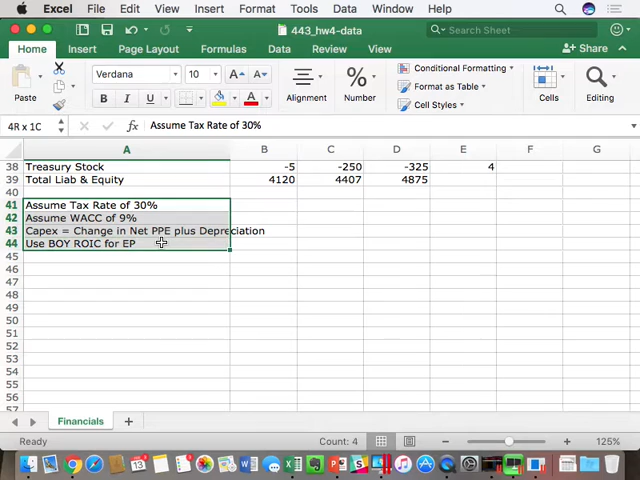 Excel File Edit View Insert Format Tools Data Window Help
443_hw4-data
Search Sheet
Home Insert Page Layout Formulas Data Review View Share
Paste Verdana 10 A A Alignment % Number Conditional Formatting Format as Table Cell Styles Cells Editing
B I U A
4R x 1C fx Assume Tax Rate of 30%
A B C D E F G
38 Treasury Stock -5 -250 -325 4
39 Total Liab & Equity 4120 4407 4875
40
41 Assume Tax Rate of 30%
42 Assume WACC of 9%
43 Capex = Change in Net PPE plus Depreciation
44 Use BOY ROIC for EP
45
46
47
48
49
50
51
52
53
54
55
56
57
Financials
Ready Count: 4 125%
13